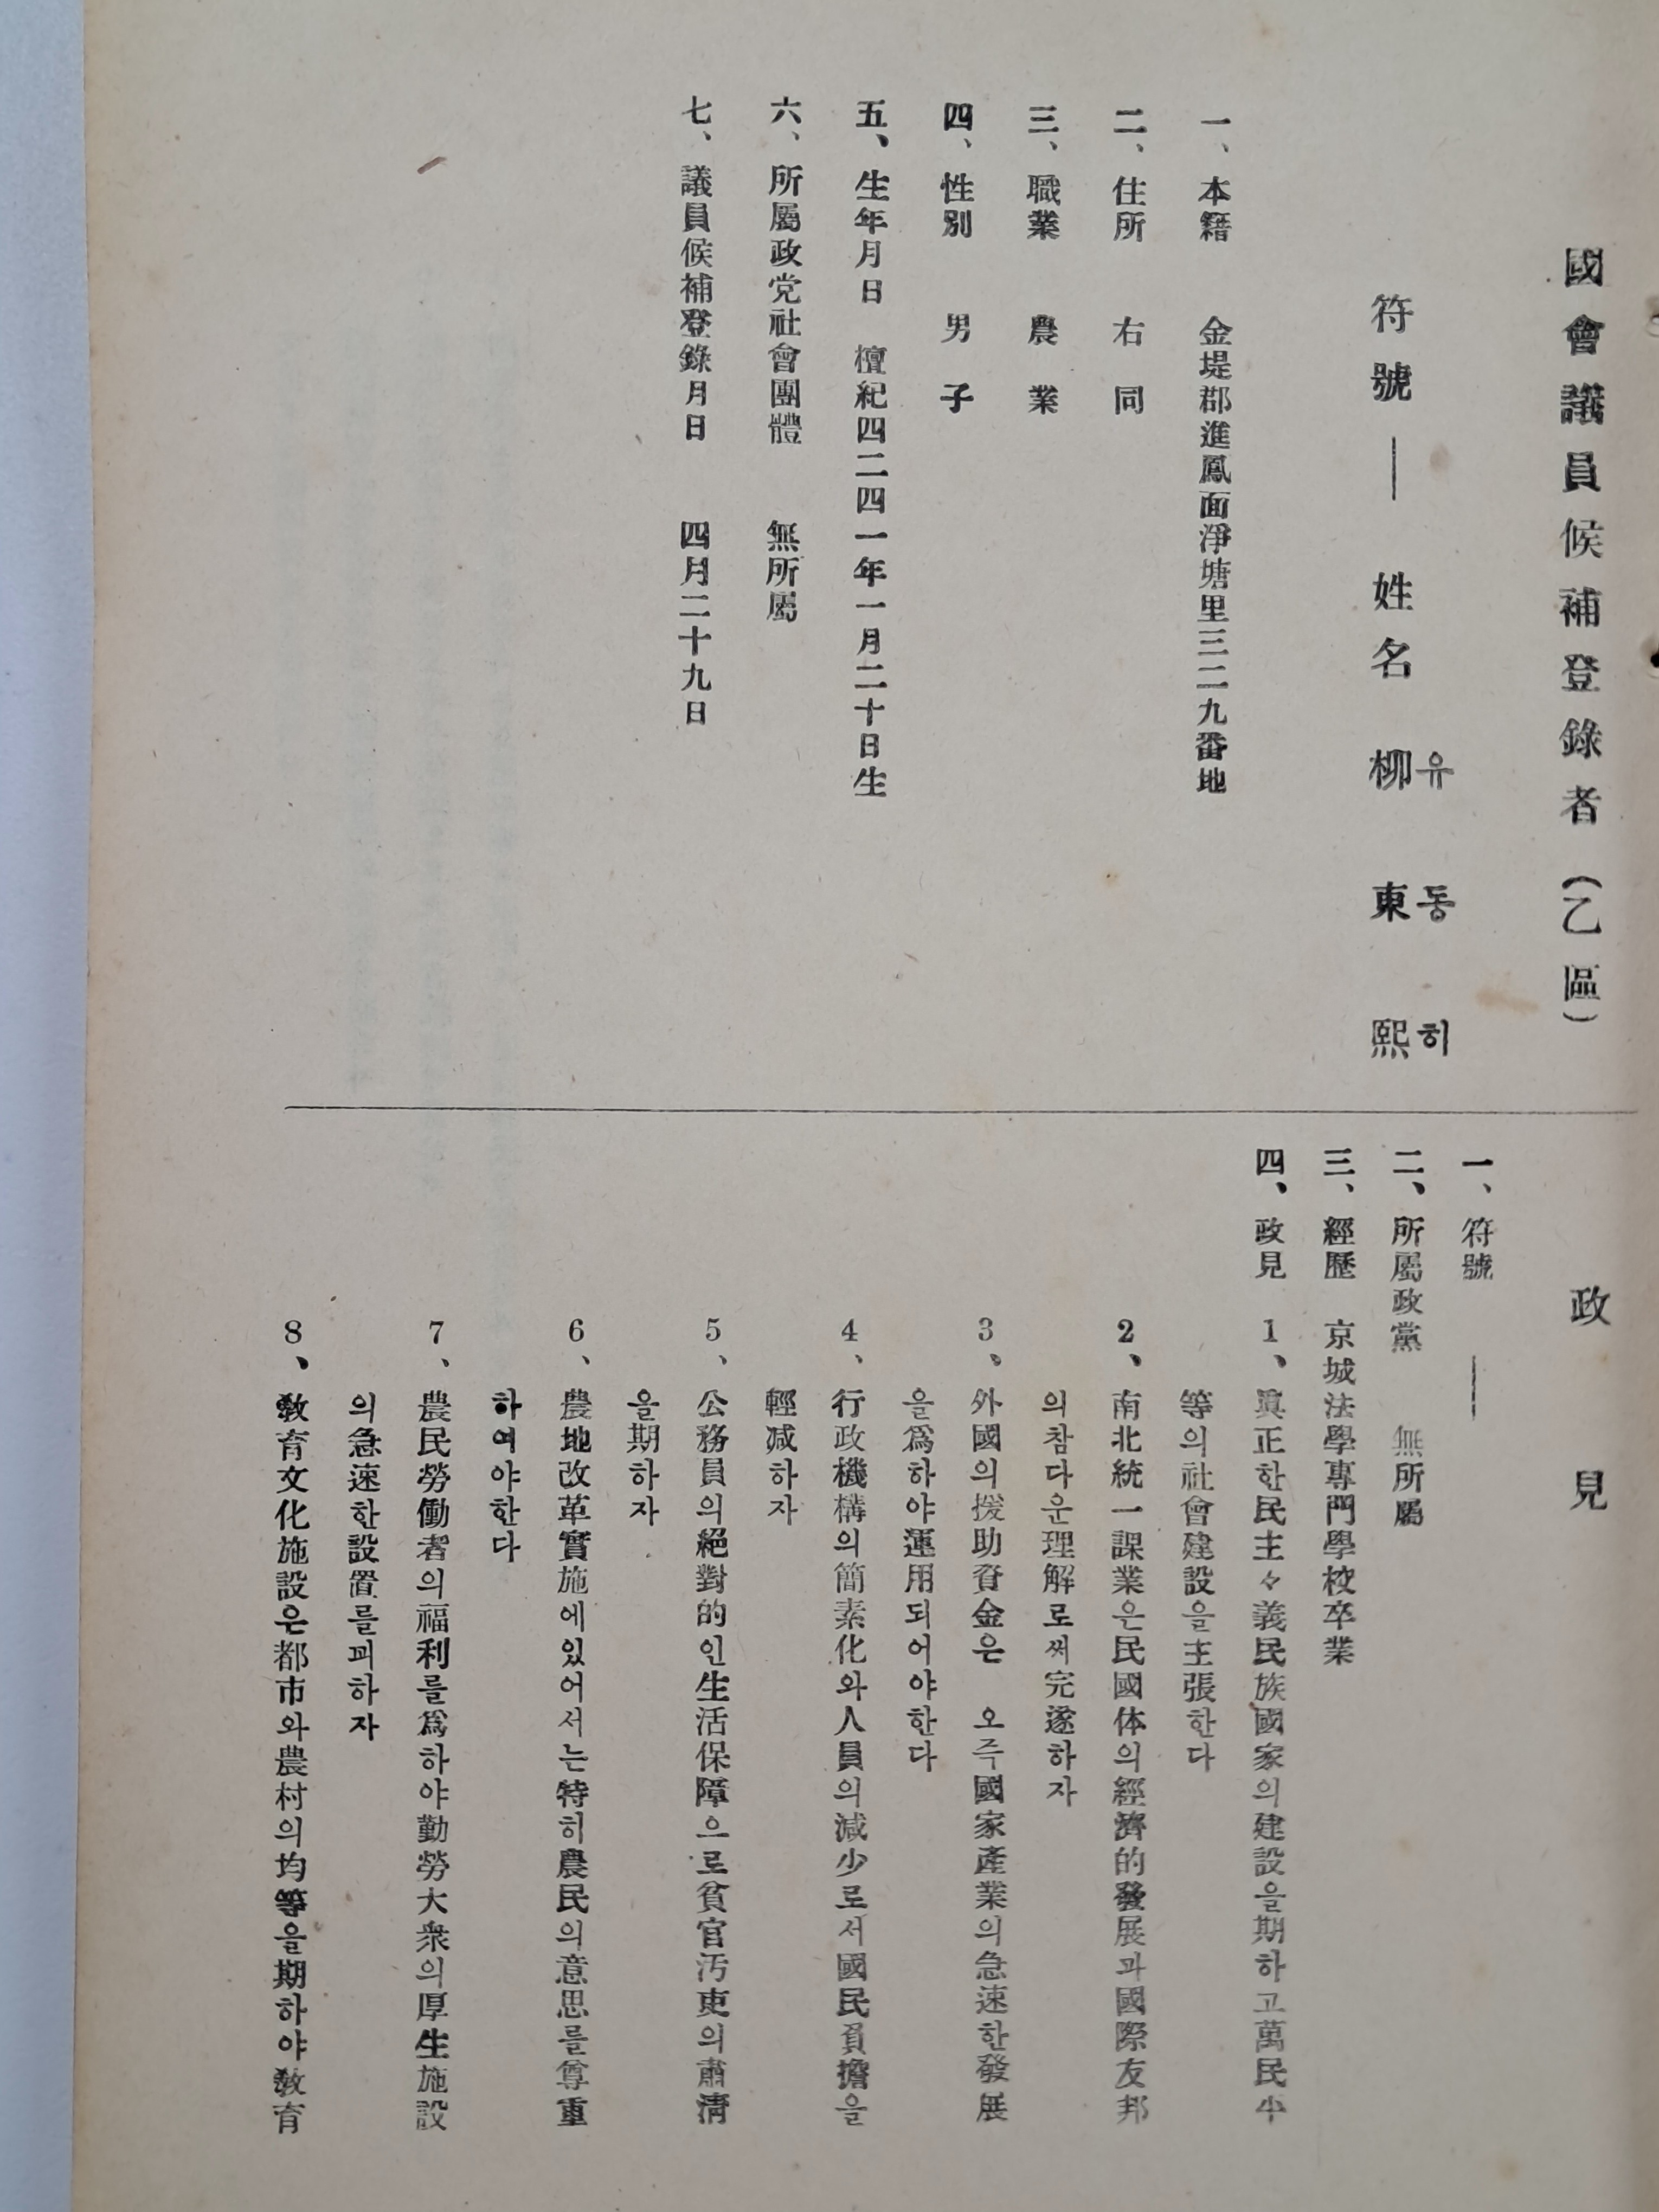 國會議員候補登錄者(乙區)
符號 | 姓名 柳東熙
유동히
一、本籍 金堤郡進鳳面淨塘里三二九番地
二、住所 右同
三、職業 農業
四、性別 男子
五、生年月日 檀紀四二四一年一月二十日生
六、所屬政党社會團體 無所屬
七、議員候補登錄月日 四月二十九日
政見
一、符號 |
二、所屬政黨 無所屬
三、經歷 京城法學專門學校卒業
四、政見 1、眞正한民主々義民族國家의建設을期하고萬民平
等의社會建設을主張한다
2、南北統一課業은民國体의經濟的發展과國際友邦
의참다운理解로써完遂하자
3、外國의援助資金은 오즉國家產業의急速한發展
을爲하야運用되어야한다
4、行政機構의簡素化와人員의減少로서國民負擔을
輕减하자
5、公務員의絕對的인生活保障으로貧官汚吏의肅淸
을期하자
6、農地改革實施에있어서는特히農民의意思를尊重
하여야한다
7、農民勞働者의福利를爲하야勤勞大衆의厚生施設
의急速한設置를꾀하자
8、敎育文化施設은都市와農村의均等을期하야敎育